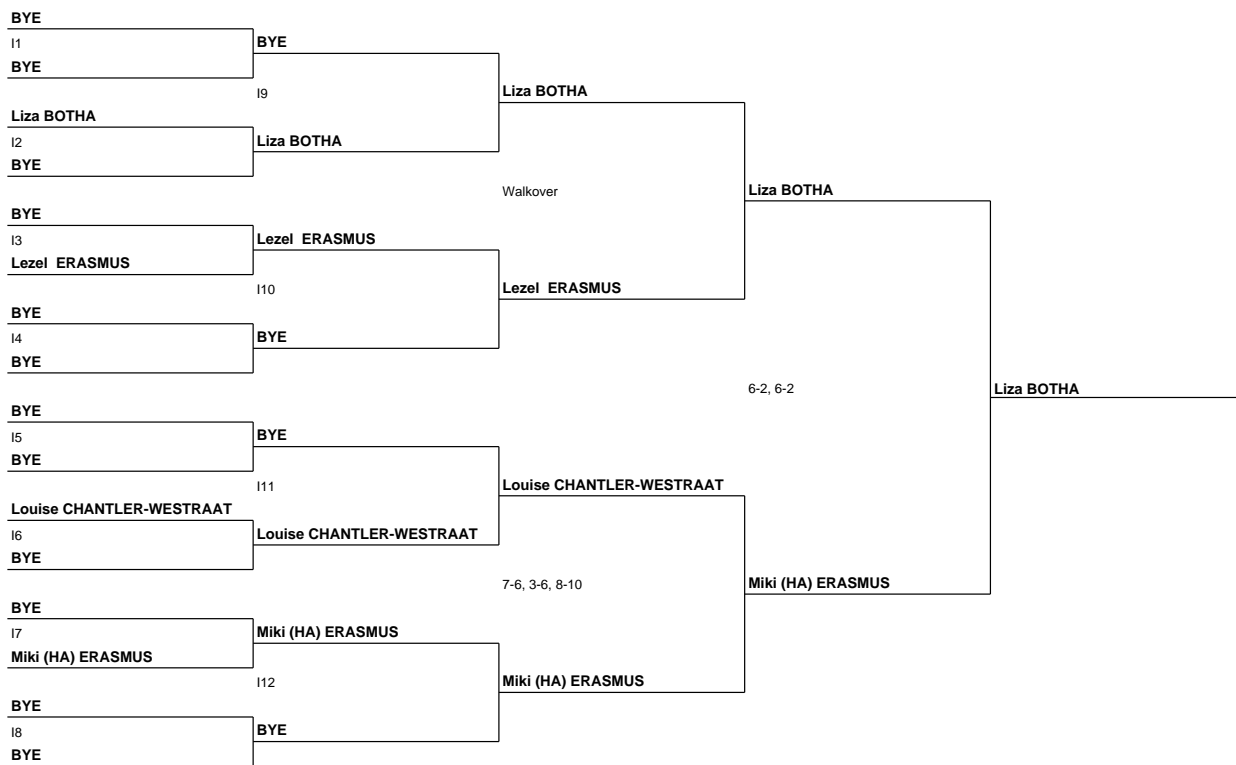 BYE
I1
BYE
BYE
I9
Liza BOTHA
Liza BOTHA
I2
Liza BOTHA
BYE
Walkover
Liza BOTHA
BYE
I3
Lezel  ERASMUS
Lezel  ERASMUS
I10
Lezel  ERASMUS
BYE
I4
BYE
BYE
6-2, 6-2
Liza BOTHA
BYE
I5
BYE
BYE
I11
Louise CHANTLER-WESTRAAT
Louise CHANTLER-WESTRAAT
I6
Louise CHANTLER-WESTRAAT
BYE
7-6, 3-6, 8-10
Miki (HA) ERASMUS
BYE
I7
Miki (HA) ERASMUS
Miki (HA) ERASMUS
I12
Miki (HA) ERASMUS
BYE
I8
BYE
BYE